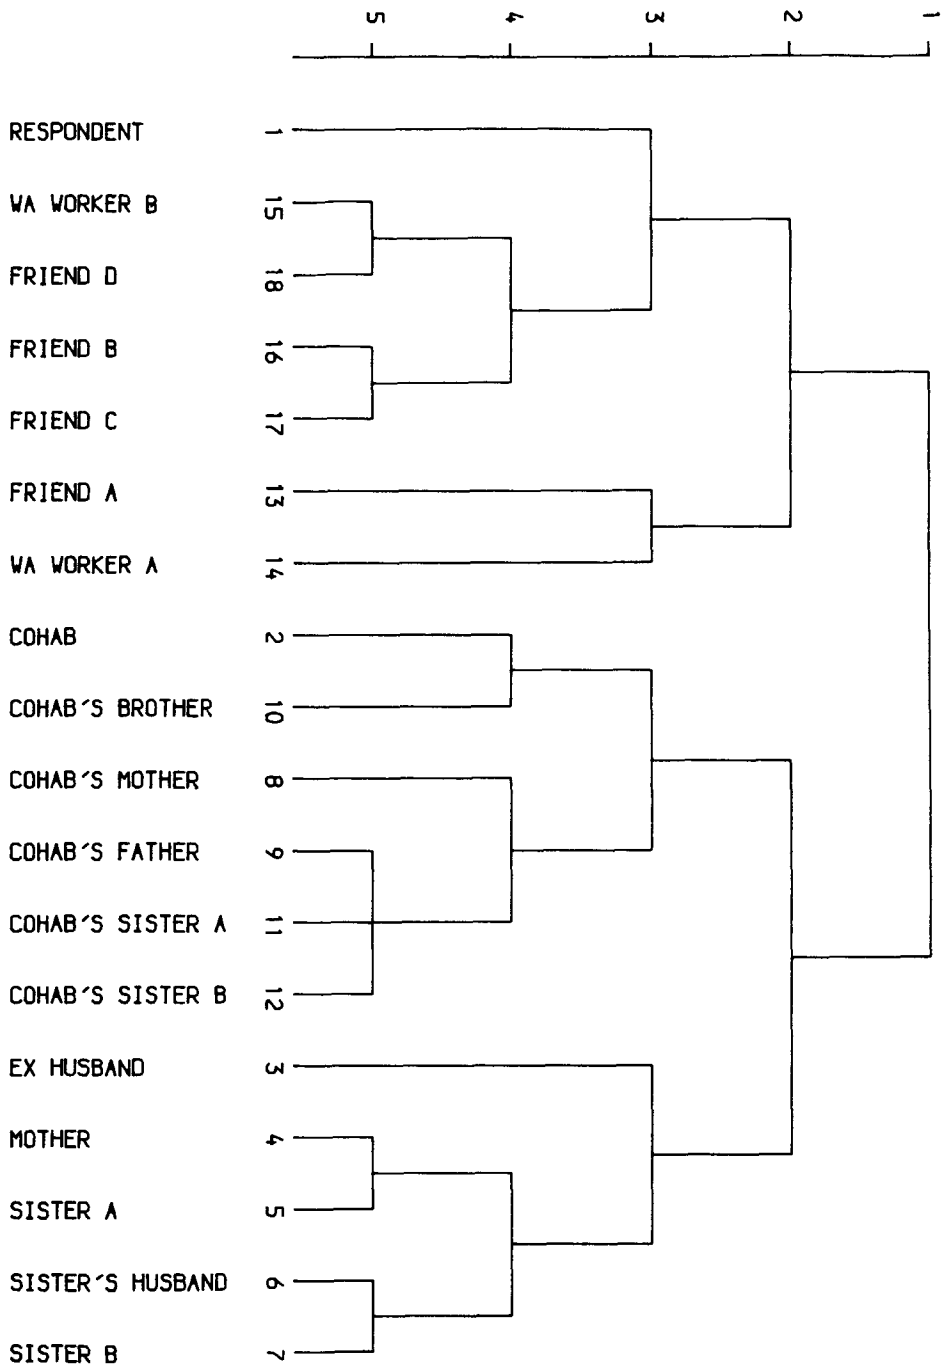 5 4 3 2 1
RESPONDENT 1
WA WORKER B 15
FRIEND D 18
FRIEND B 16
FRIEND C 17
FRIEND A 13
WA WORKER A 14
COHAB 2
COHAB'S BROTHER 10
COHAB'S MOTHER 8
COHAB'S FATHER 9
COHAB'S SISTER A 11
COHAB'S SISTER B 12
EX HUSBAND 3
MOTHER 4
SISTER A 5
SISTER'S HUSBAND 6
SISTER B 7